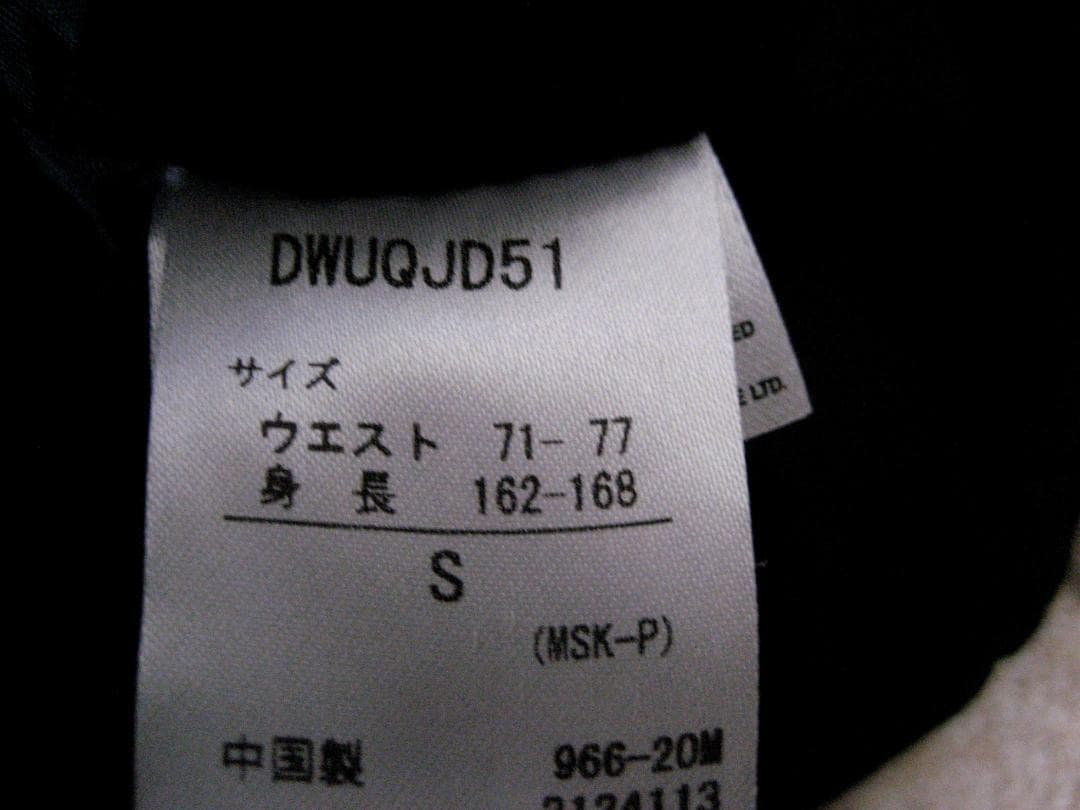 DWUQJD51
サイズ
ウエスト 71- 77
身 長 162-168
S
(MSK-P)
中国製 966-20M
LTD.